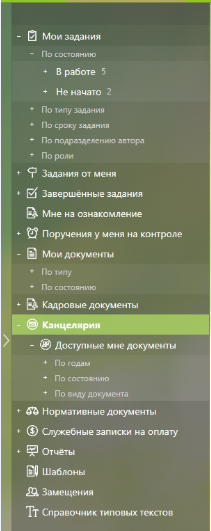 Мои задания
По состоянию
В работе 5
Не начато 2
По типу задания
По сроку задания
По подразделению автора
По роли
Задания от меня
Завершённые задания
Мне на ознакомление
Поручения у меня на контроле
Мои документы
По типу
По состоянию
Кадровые документы
Канцелярия
Доступные мне документы
По годам
По состоянию
По виду документа
Нормативные документы
Служебные записки на оплату
Отчёты
Шаблоны
Замещения
Справочник типовых текстов